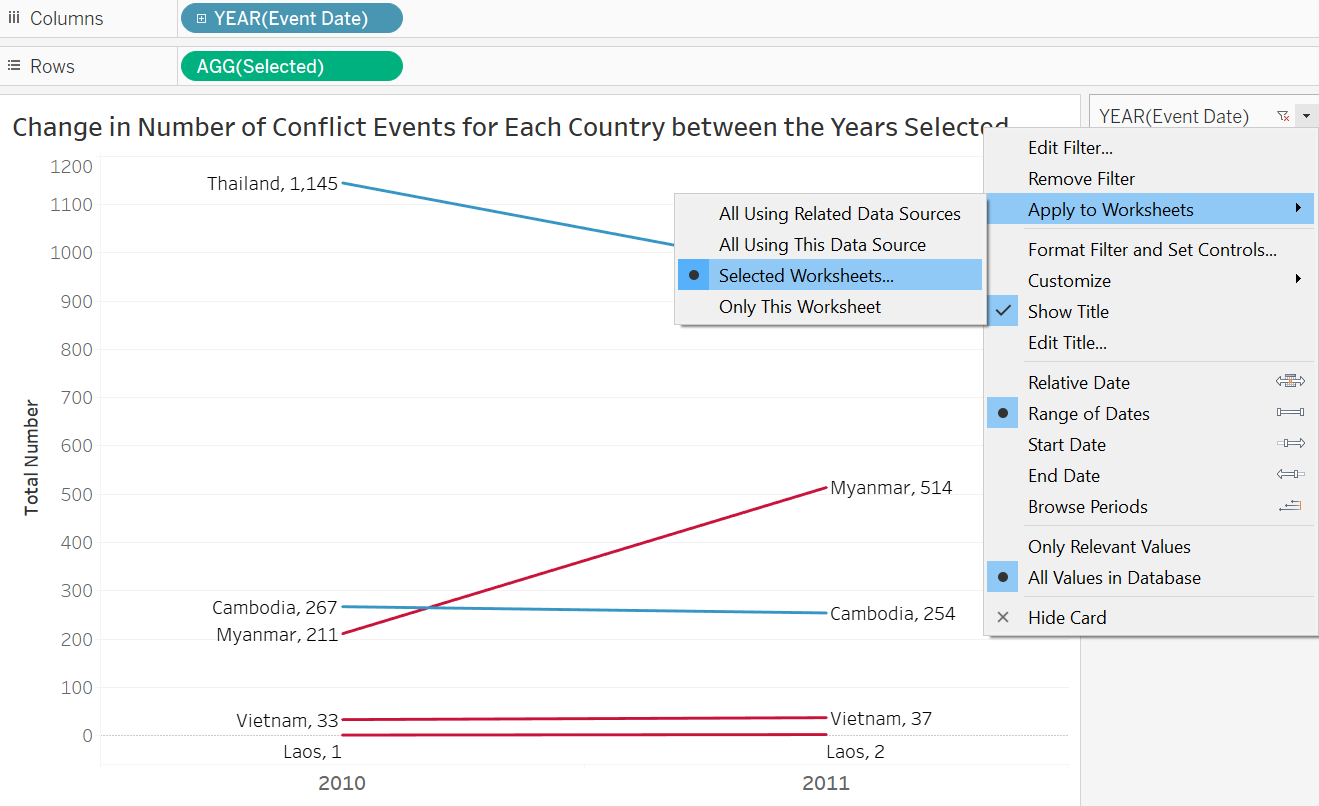 Columns
YEAR(Event Date)
Rows
AGG(Selected)
Change in Number of Conflict Events for Each Country between the Years Selected
YEAR(Event Date)
Edit Filter...
Remove Filter
Apply to Worksheets
Format Filter and Set Controls...
Customize
Show Title
Edit Title...
Relative Date
Range of Dates
Start Date
End Date
Browse Periods
Only Relevant Values
All Values in Database
Hide Card
All Using Related Data Sources
All Using This Data Source
Selected Worksheets...
Only This Worksheet
Total Number
1200
1100
1000
900
800
700
600
500
400
300
200
100
0
Thailand, 1,145
Myanmar, 514
Cambodia, 267
Cambodia, 254
Myanmar, 211
Vietnam, 33
Vietnam, 37
Laos, 1
Laos, 2
2010
2011